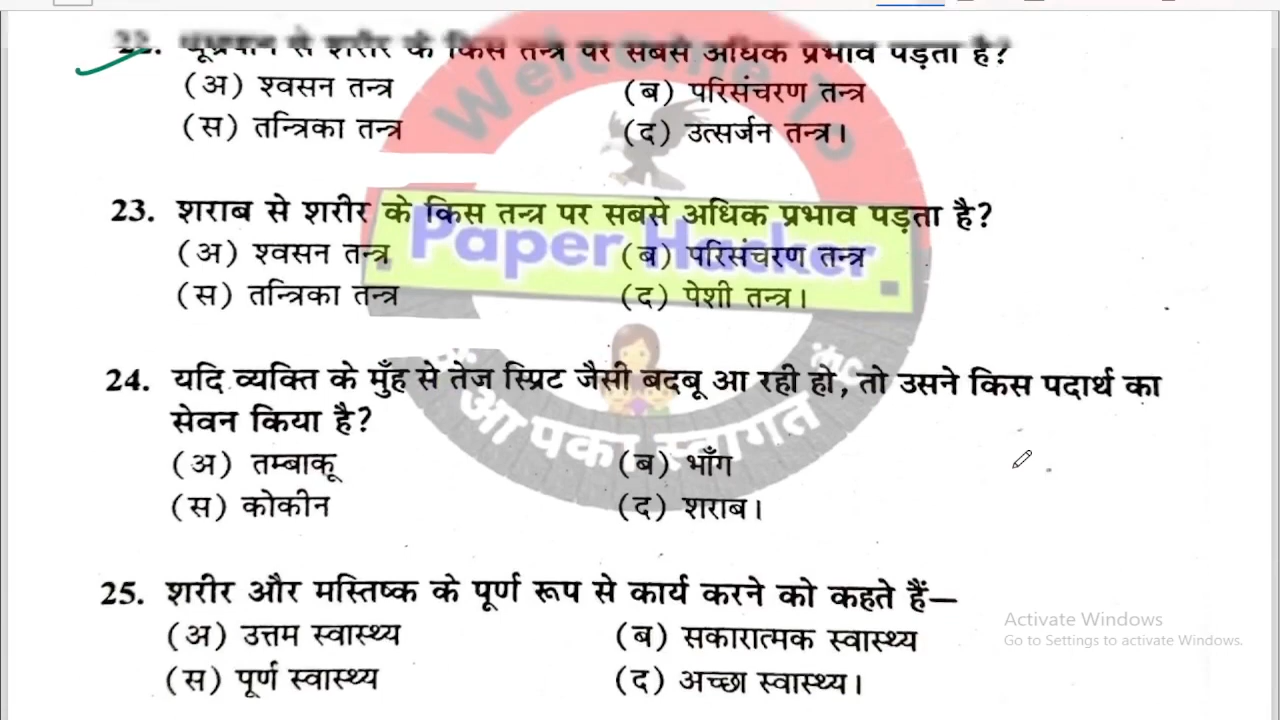 22. धूम्रपान से शरीर के किस तन्त्र पर सबसे अधिक प्रभाव पड़ता है?
(अ) श्वसन तन्त्र (ब) परिसंचरण तन्त्र
(स) तन्त्रिका तन्त्र (द) उत्सर्जन तन्त्र।
Welcome To
23. शराब से शरीर के किस तन्त्र पर सबसे अधिक प्रभाव पड़ता है?
Paper Hacker
(अ) श्वसन तन्त्र (ब) परिसंचरण तन्त्र
(स) तन्त्रिका तन्त्र (द) पेशी तन्त्र।
24. यदि व्यक्ति के मुँह से तेज स्प्रिट जैसी बदबू आ रही हो, तो उसने किस पदार्थ का
सेवन किया है?
आपका स्वागत
(अ) तम्बाकू (ब) भाँग
(स) कोकीन (द) शराब।
25. शरीर और मस्तिष्क के पूर्ण रूप से कार्य करने को कहते हैं—
(अ) उत्तम स्वास्थ्य (ब) सकारात्मक स्वास्थ्य
(स) पूर्ण स्वास्थ्य (द) अच्छा स्वास्थ्य।
Activate Windows
Go to Settings to activate Windows.